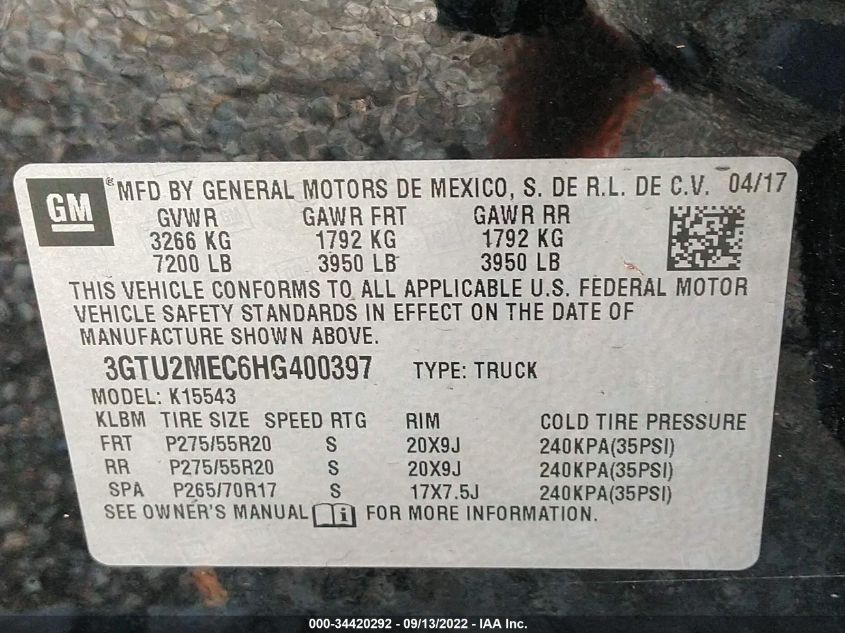 GM ® MFD BY GENERAL MOTORS DE MEXICO, S. DE R.L. DE C.V. 04/17
GVWR GAWR FRT GAWR RR
3266 KG 1792 KG 1792 KG
7200 LB 3950 LB 3950 LB
THIS VEHICLE CONFORMS TO ALL APPLICABLE U.S. FEDERAL MOTOR
VEHICLE SAFETY STANDARDS IN EFFECT ON THE DATE OF
MANUFACTURE SHOWN ABOVE.
3GTU2MEC6HG400397 TYPE: TRUCK
MODEL: K15543
KLBM TIRE SIZE SPEED RTG RIM COLD TIRE PRESSURE
FRT P275/55R20 S 20X9J 240KPA(35PSI)
RR P275/55R20 S 20X9J 240KPA(35PSI)
SPA P265/70R17 S 17X7.5J 240KPA(35PSI)
SEE OWNER'S MANUAL i FOR MORE INFORMATION.
000-34420292 - 09/13/2022 - IAA Inc.